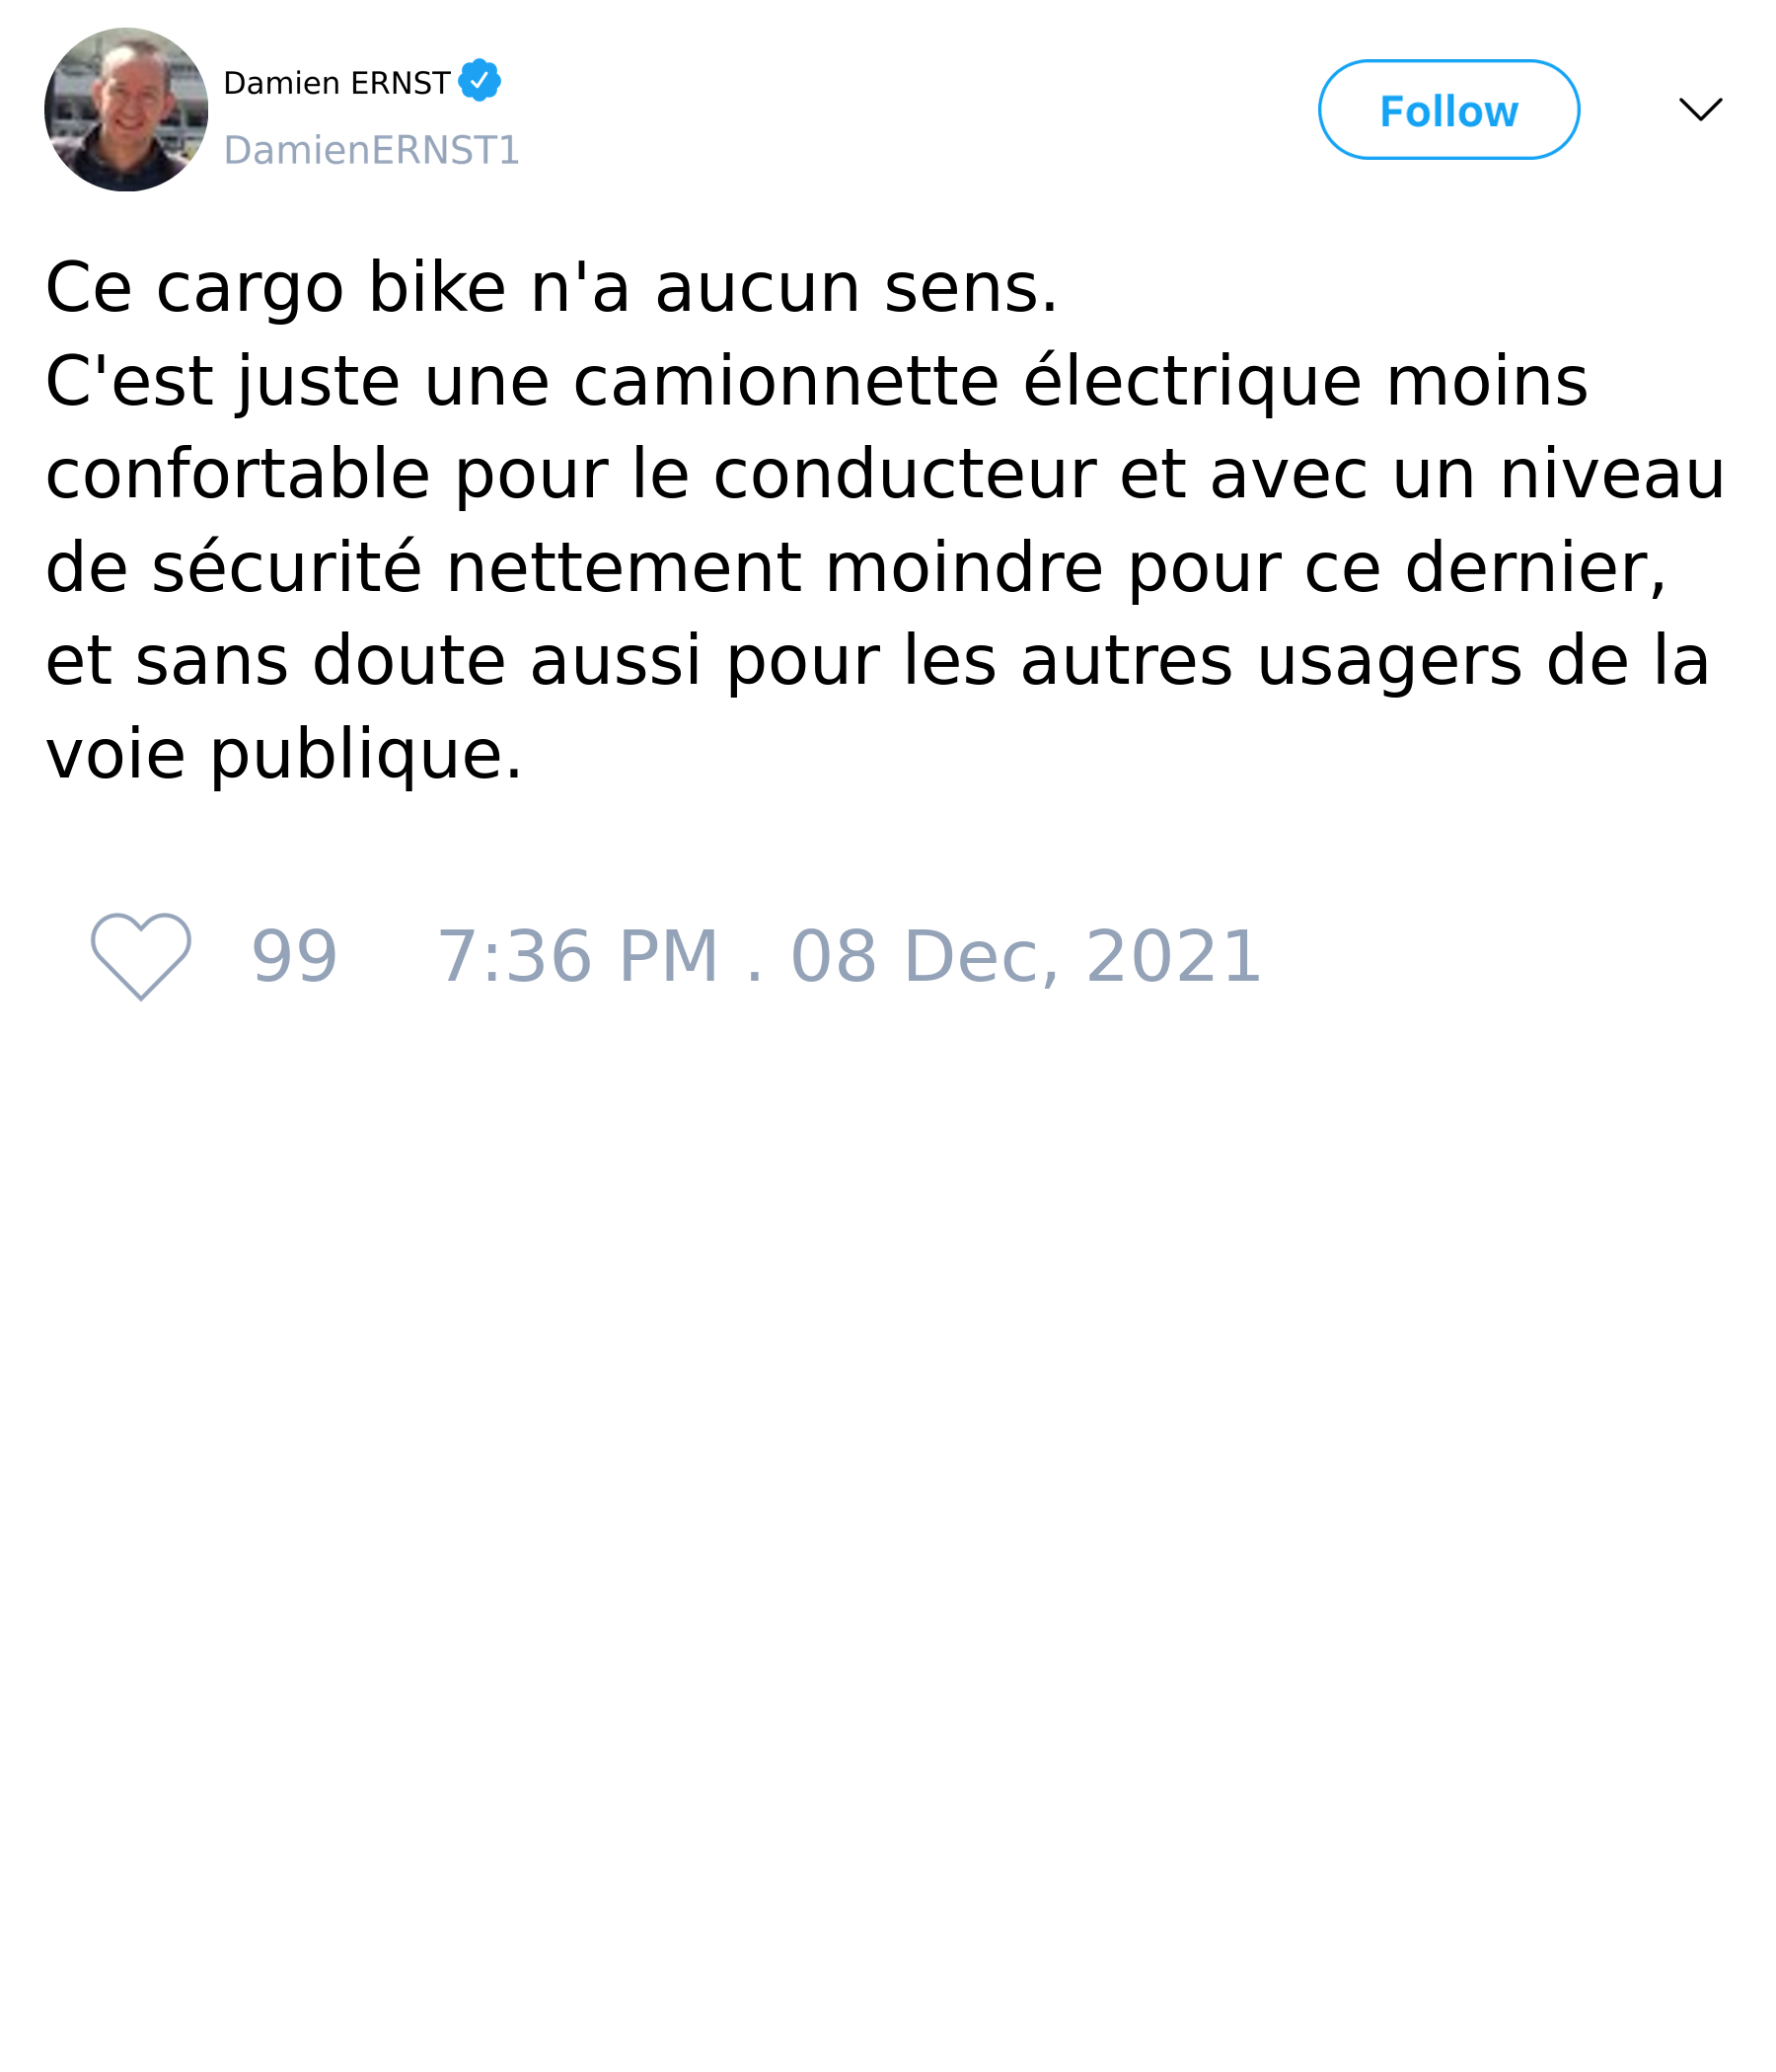 Damien ERNST
DamienERNST1
Follow
Ce cargo bike n'a aucun sens.
C'est juste une camionnette électrique moins
confortable pour le conducteur et avec un niveau
de sécurité nettement moindre pour ce dernier,
et sans doute aussi pour les autres usagers de la
voie publique.
99 7:36 PM . 08 Dec, 2021